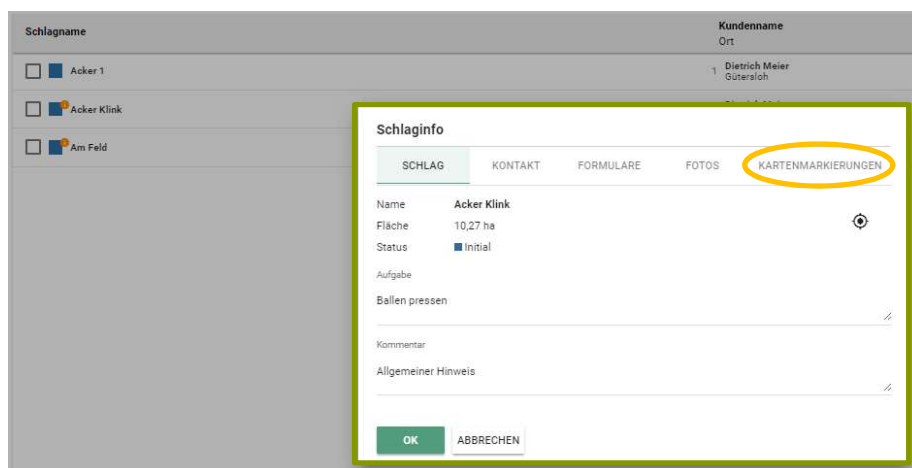 Schlagname
Kundenname
Ort
Acker 1
1 Dietrich Meier
Gütersloh
Acker Klink
Am Feld
Schlaginfo
SCHLAG KONTAKT FORMULARE FOTOS KARTENMARKIERUNGEN
Name Acker Klink
Fläche 10,27 ha
Status Initial
Aufgabe
Ballen pressen
Kommentar
Allgemeiner Hinweis
OK ABBRECHEN